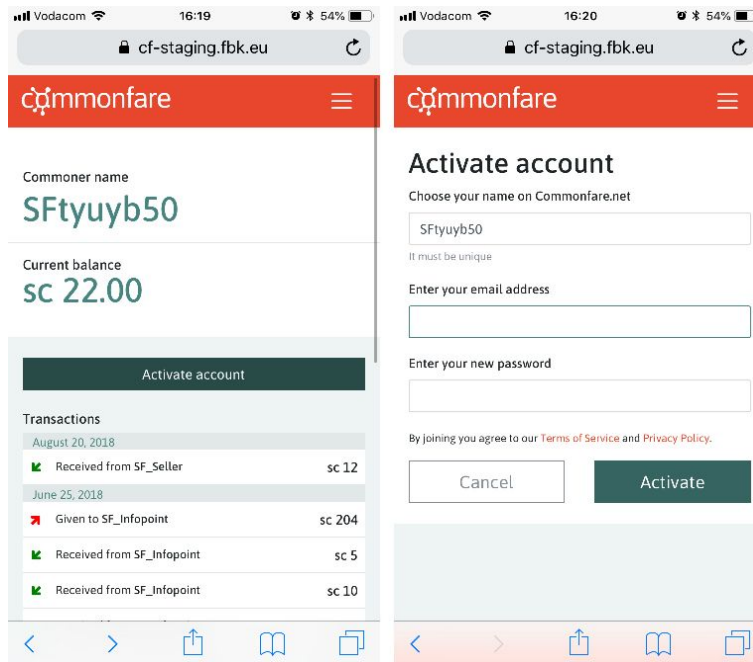 Vodacom 16:19 54%
cf-staging.fbk.eu
commonfare
Commoner name
SFtyuyb50
Current balance
sc 22.00
Activate account
Transactions
August 20, 2018
Received from SF_Seller sc 12
June 25, 2018
Given to SF_Infopoint sc 204
Received from SF_Infopoint sc 5
Received from SF_Infopoint sc 10
Vodacom 16:20 54%
cf-staging.fbk.eu
commonfare
Activate account
Choose your name on Commonfare.net
SFtyuyb50
It must be unique
Enter your email address
Enter your new password
By joining you agree to our Terms of Service and Privacy Policy.
Cancel Activate